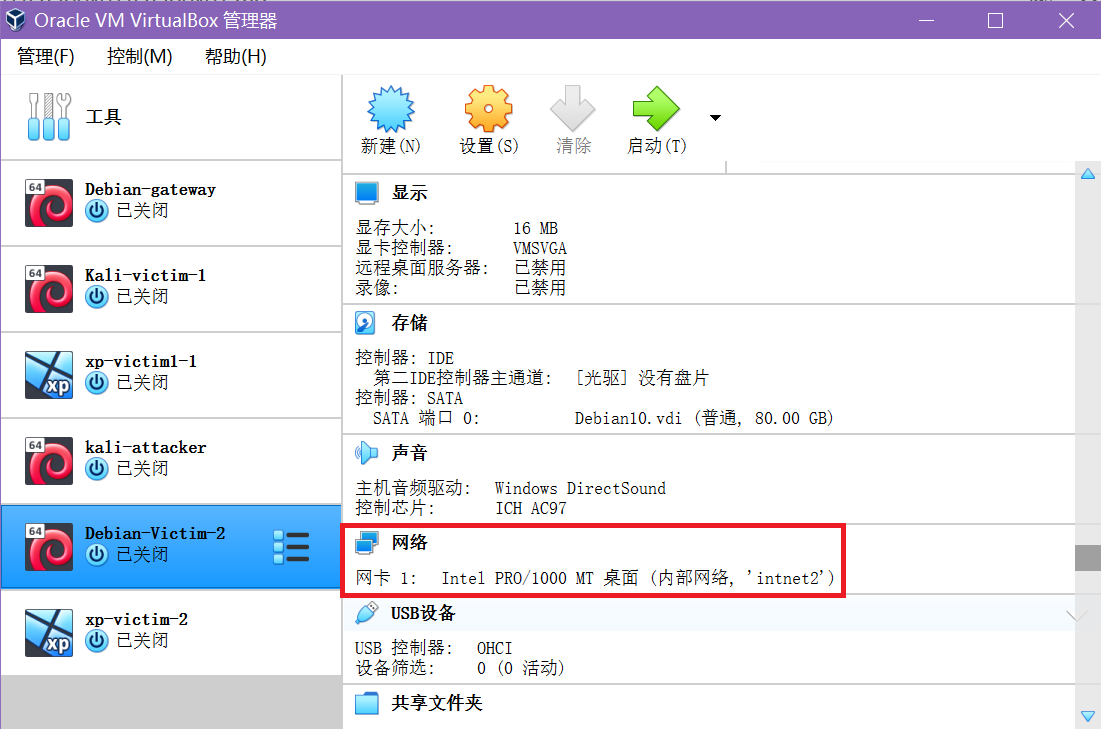 Oracle VM VirtualBox 管理器
管理(F) 控制(M) 帮助(H)
工具
新建(N) 设置(S) 清除 启动(T)
64 Debian-gateway
已关闭
64 Kali-victim-1
已关闭
xp xp-victim1-1
已关闭
64 kali-attacker
已关闭
64 Debian-Victim-2
已关闭
xp xp-victim-2
已关闭
显示
显存大小: 16 MB
显卡控制器: VMSVGA
远程桌面服务器: 已禁用
录像: 已禁用
存储
控制器: IDE
第二IDE控制器主通道: [光驱] 没有盘片
控制器: SATA
SATA 端口 0: Debian10.vdi (普通, 80.00 GB)
声音
主机音频驱动: Windows DirectSound
控制芯片: ICH AC97
网络
网卡 1: Intel PRO/1000 MT 桌面 (内部网络, 'intnet2')
USB设备
USB 控制器: OHCI
设备筛选: 0 (0 活动)
共享文件夹